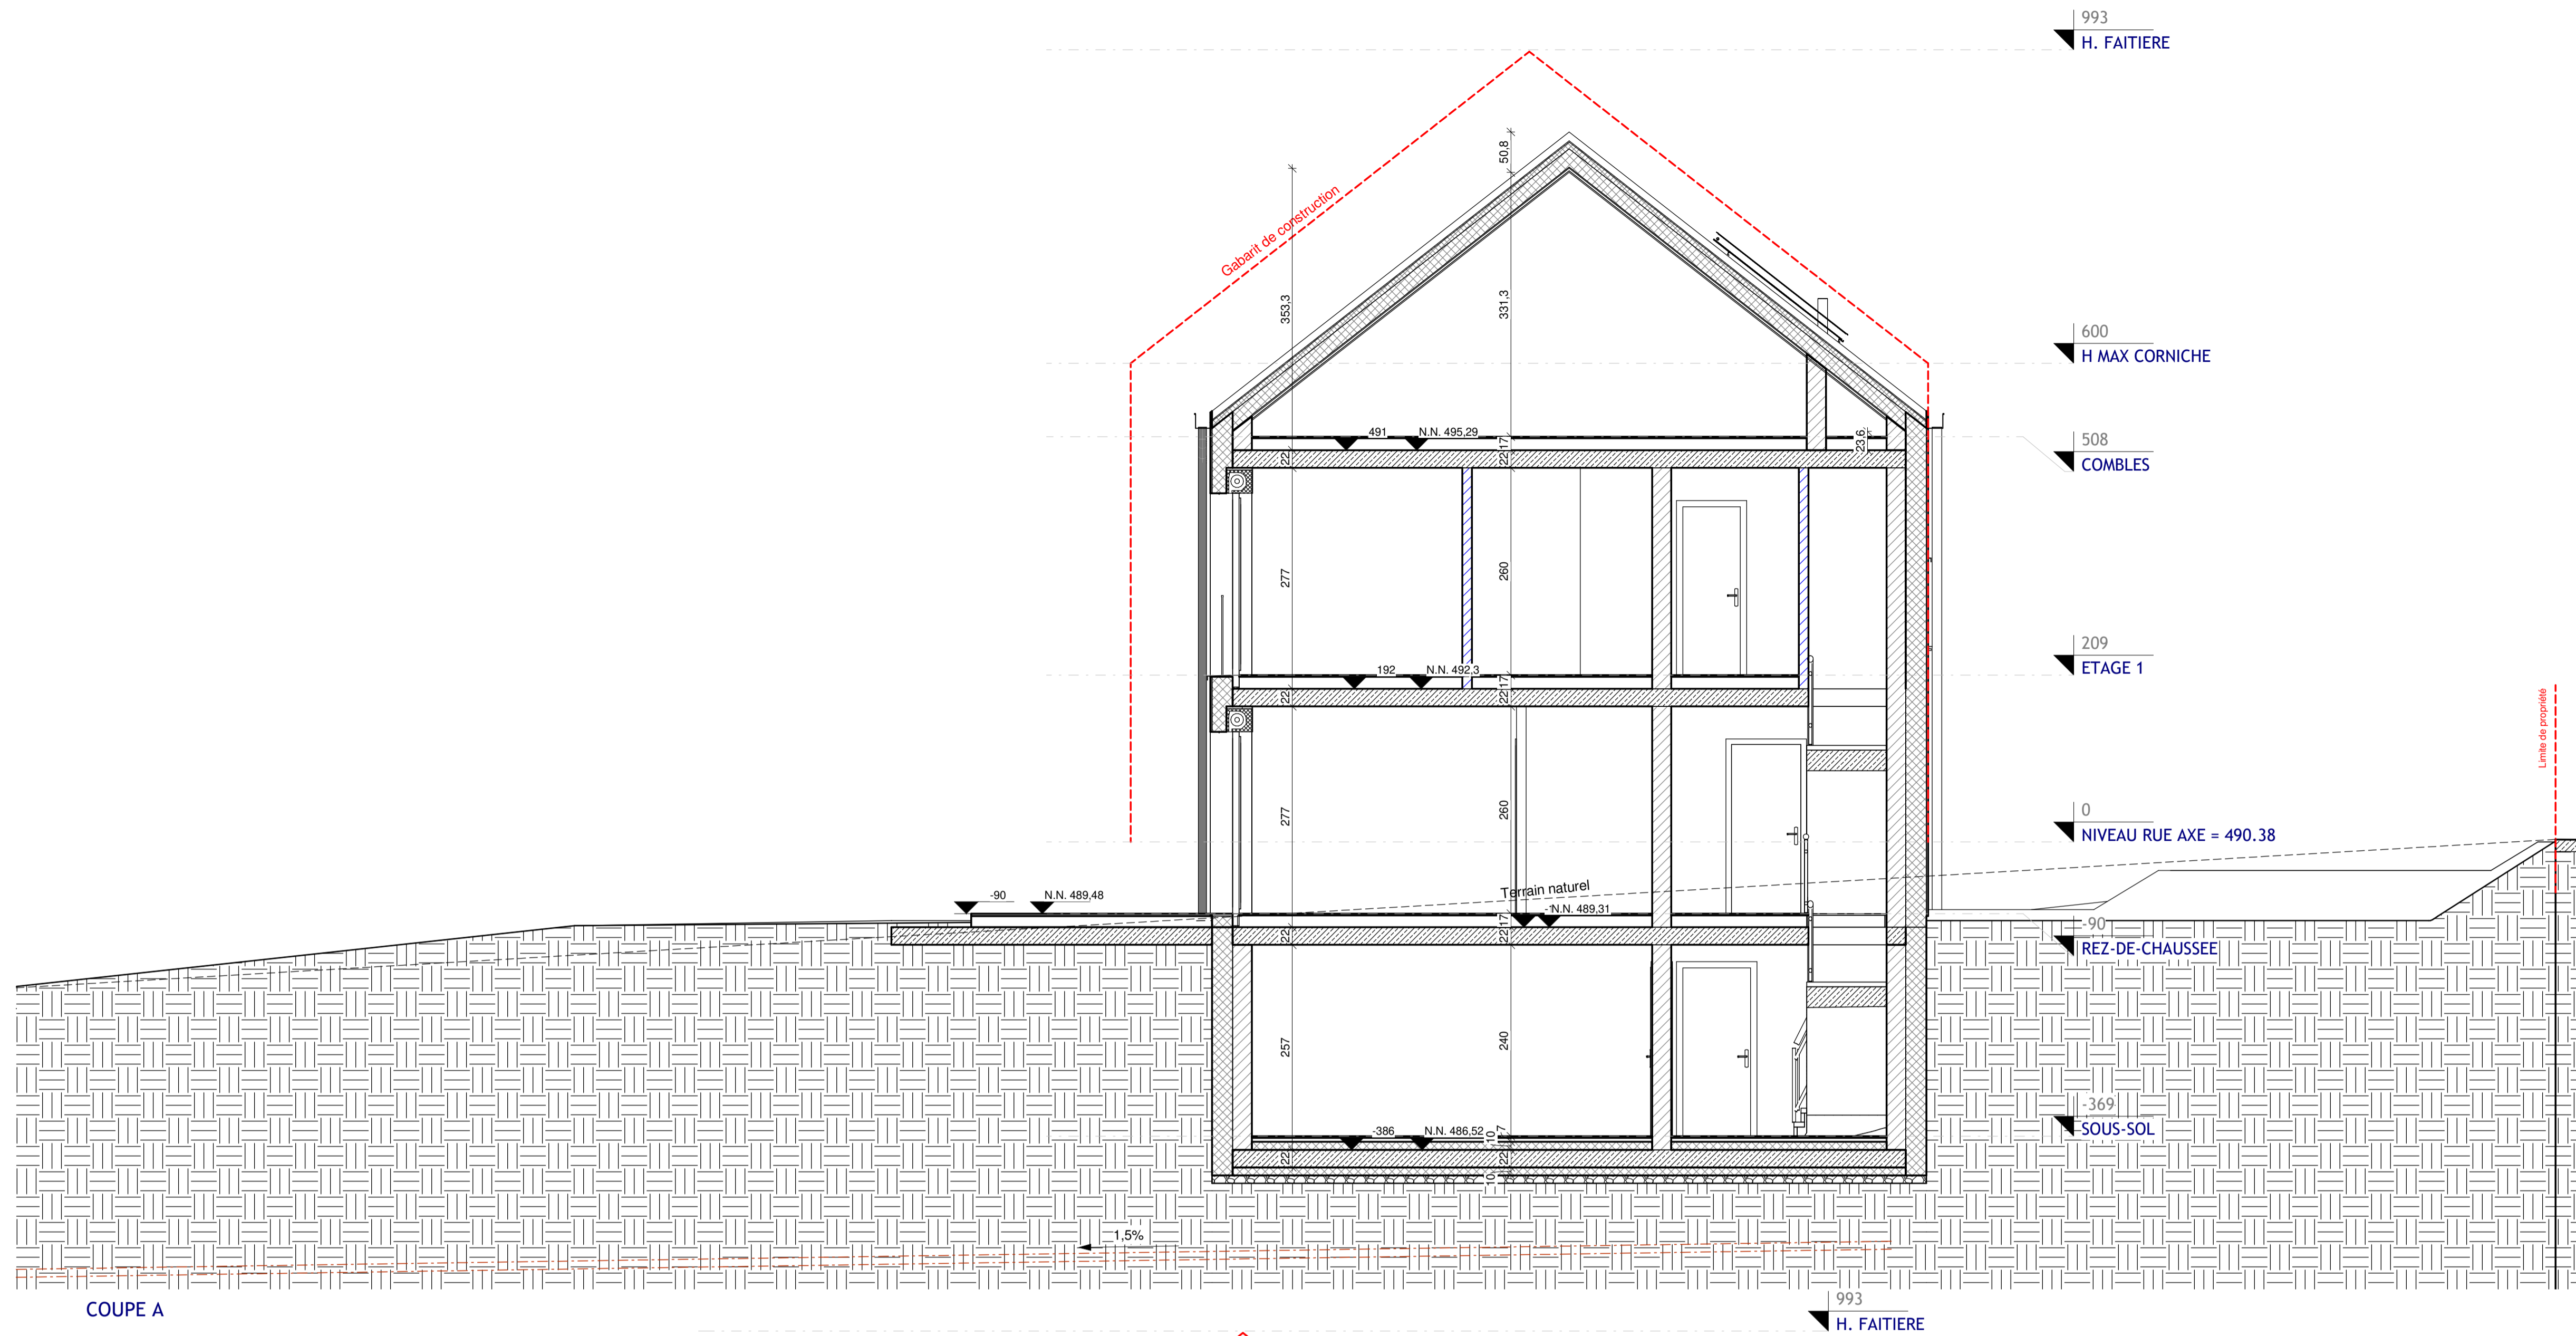 993
H. FAITIERE
Gabarit de construction
50,8
353,3
331,3
600
H MAX CORNICHE
491
N.N. 495,29
17
22
22
23,6
508
COMBLES
277
260
209
ETAGE 1
192
N.N. 492,3
17
22
22
Limite de propriété
277
260
0
NIVEAU RUE AXE = 490.38
Terrain naturel
-90
N.N. 489,48
N.N. 489,31
17
22
22
-90
REZ-DE-CHAUSSEE
257
240
-369
SOUS-SOL
-386
N.N. 486,52
10
7
22
22
10
1,5%
COUPE A
993
H. FAITIERE